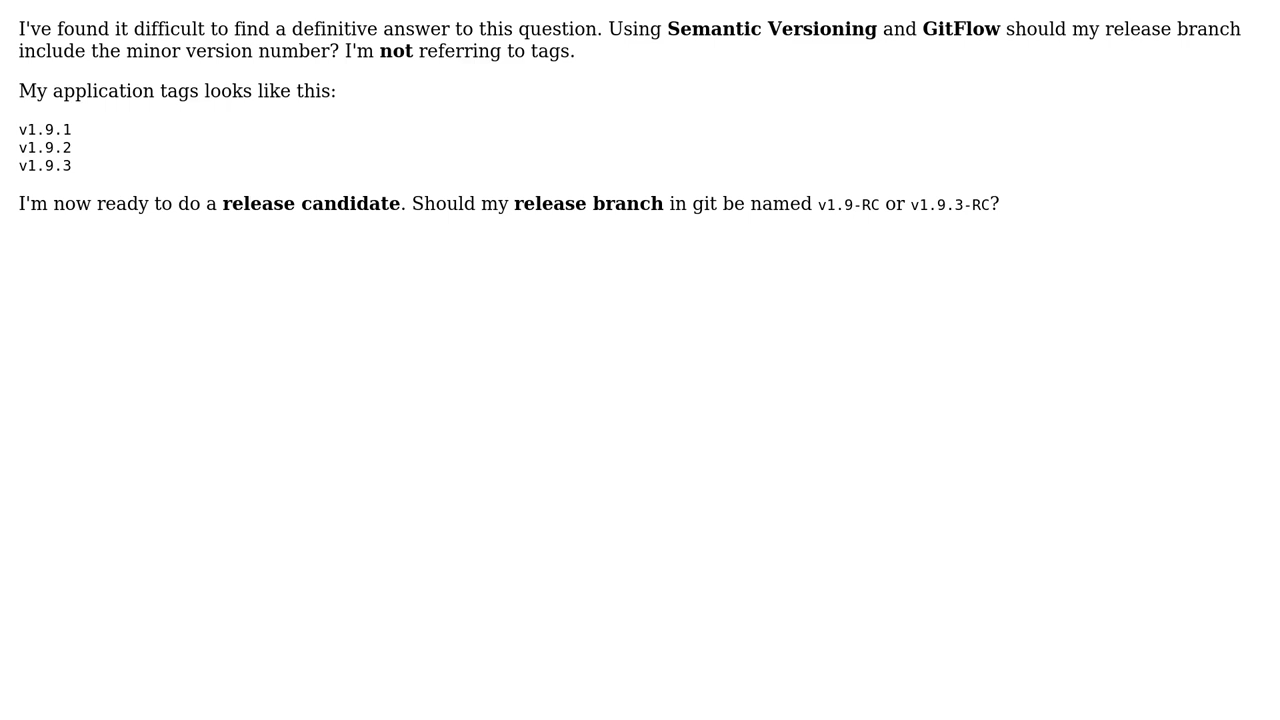 I've found it difficult to find a definitive answer to this question. Using Semantic Versioning and GitFlow should my release branch
include the minor version number? I'm not referring to tags.
My application tags looks like this:
v1.9.1
v1.9.2
v1.9.3
I'm now ready to do a release candidate. Should my release branch in git be named v1.9-RC or v1.9.3-RC?